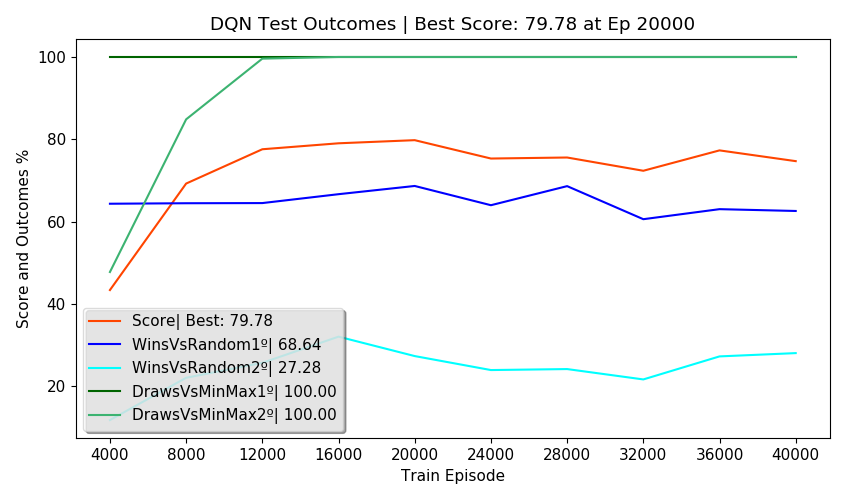 DQN Test Outcomes | Best Score: 79.78 at Ep 20000
100
80
60
40
20
Score and Outcomes %
Score| Best: 79.78
WinsVsRandom1º| 68.64
WinsVsRandom2º| 27.28
DrawsVsMinMax1º| 100.00
DrawsVsMinMax2º| 100.00
4000 8000 12000 16000 20000 24000 28000 32000 36000 40000
Train Episode